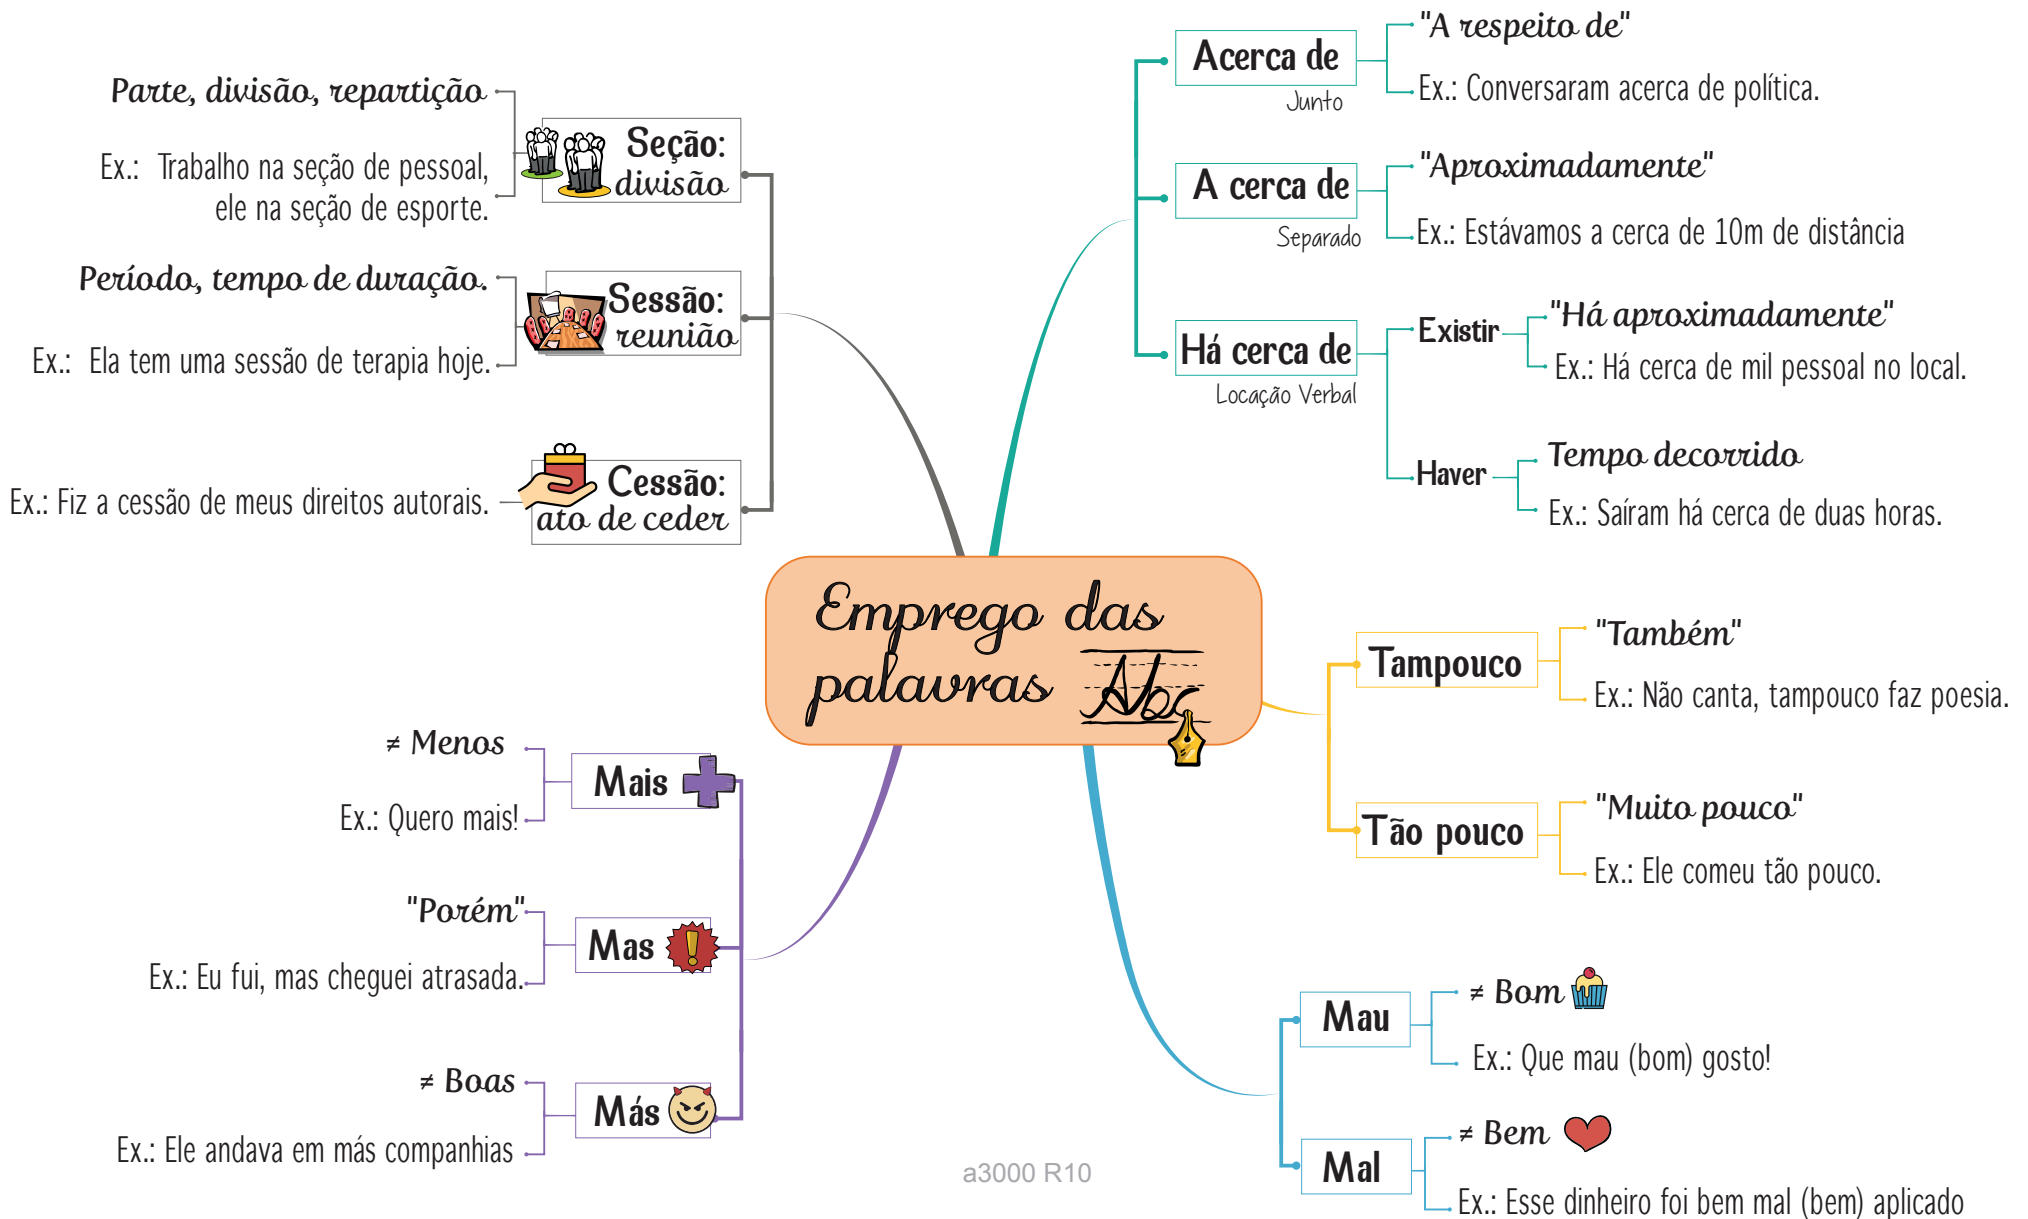 Emprego das
palavras
Abc
Acerca de
Junto
"A respeito de"
Ex.: Conversaram acerca de política.
A cerca de
Separado
"Aproximadamente"
Ex.: Estávamos a cerca de 10m de distância
Há cerca de
Locação Verbal
Existir
"Há aproximadamente"
Ex.: Há cerca de mil pessoal no local.
Haver
Tempo decorrido
Ex.: Saíram há cerca de duas horas.
Tampouco
"Também"
Ex.: Não canta, tampouco faz poesia.
Tão pouco
"Muito pouco"
Ex.: Ele comeu tão pouco.
Mau
≠ Bom
Ex.: Que mau (bom) gosto!
Mal
≠ Bem
Ex.: Esse dinheiro foi bem mal (bem) aplicado
Seção:
divisão
Parte, divisão, repartição
Ex.: Trabalho na seção de pessoal,
ele na seção de esporte.
Sessão:
reunião
Período, tempo de duração.
Ex.: Ela tem uma sessão de terapia hoje.
Cessão:
ato de ceder
Ex.: Fiz a cessão de meus direitos autorais.
Mais
≠ Menos
Ex.: Quero mais!
Mas
"Porém"
Ex.: Eu fui, mas cheguei atrasada.
Más
≠ Boas
Ex.: Ele andava em más companhias
a3000 R10